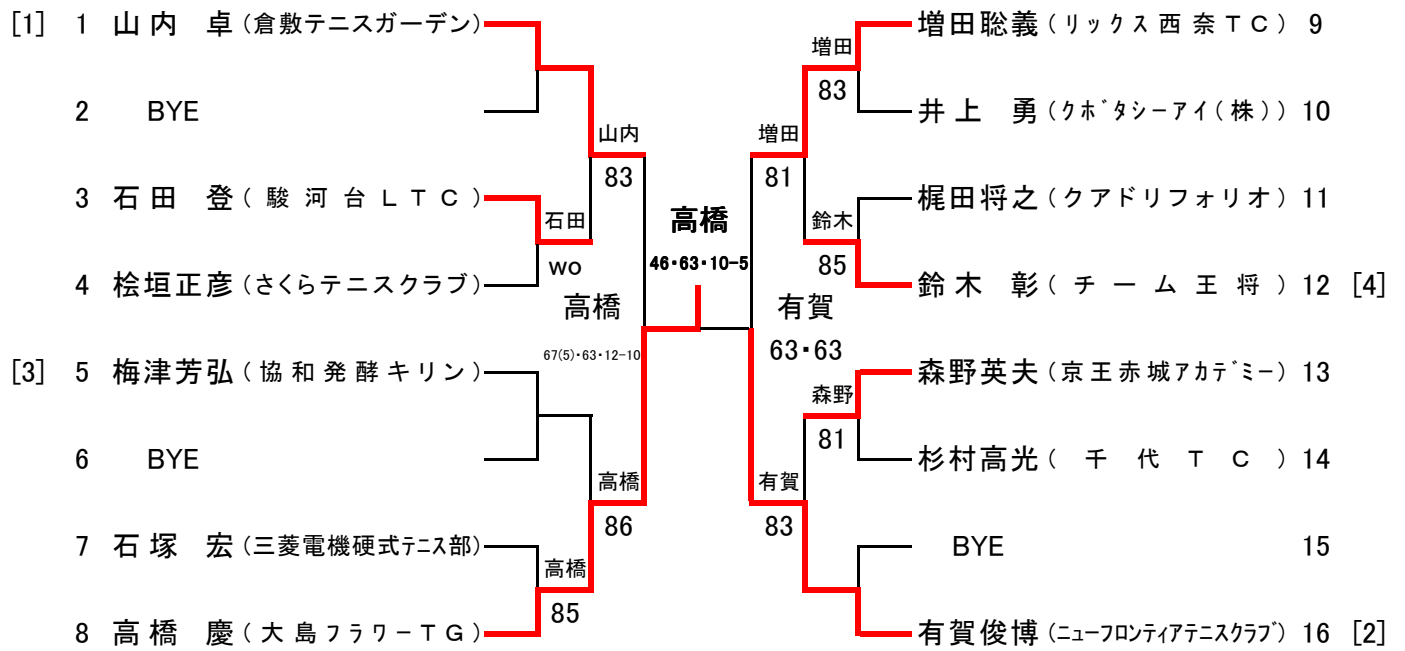 [1] 1 山内 卓(倉敷テニスガーデン)
2 BYE
3 石田 登(駿河台LTC)
4 桧垣正彦(さくらテニスクラブ)
[3] 5 梅津芳弘(協和発酵キリン)
6 BYE
7 石塚 宏(三菱電機硬式テニス部)
8 高橋 慶(大島フラワーTG)
石田
wo
高橋
85
山内
83
高橋
86
高橋
67(5)・63・12-10
高橋
46・63・10-5
有賀
63・63
増田
81
有賀
83
増田
83
鈴木
85
森野
81
増田聡義(リックス西奈TC) 9
井上 勇(クボタシーアイ(株)) 10
梶田将之(クアドリフォリオ) 11
鈴木 彰(チーム王将) 12 [4]
森野英夫(京王赤城アカデミー) 13
杉村高光(千代TC) 14
BYE 15
有賀俊博(ニューフロンティアテニスクラブ) 16 [2]